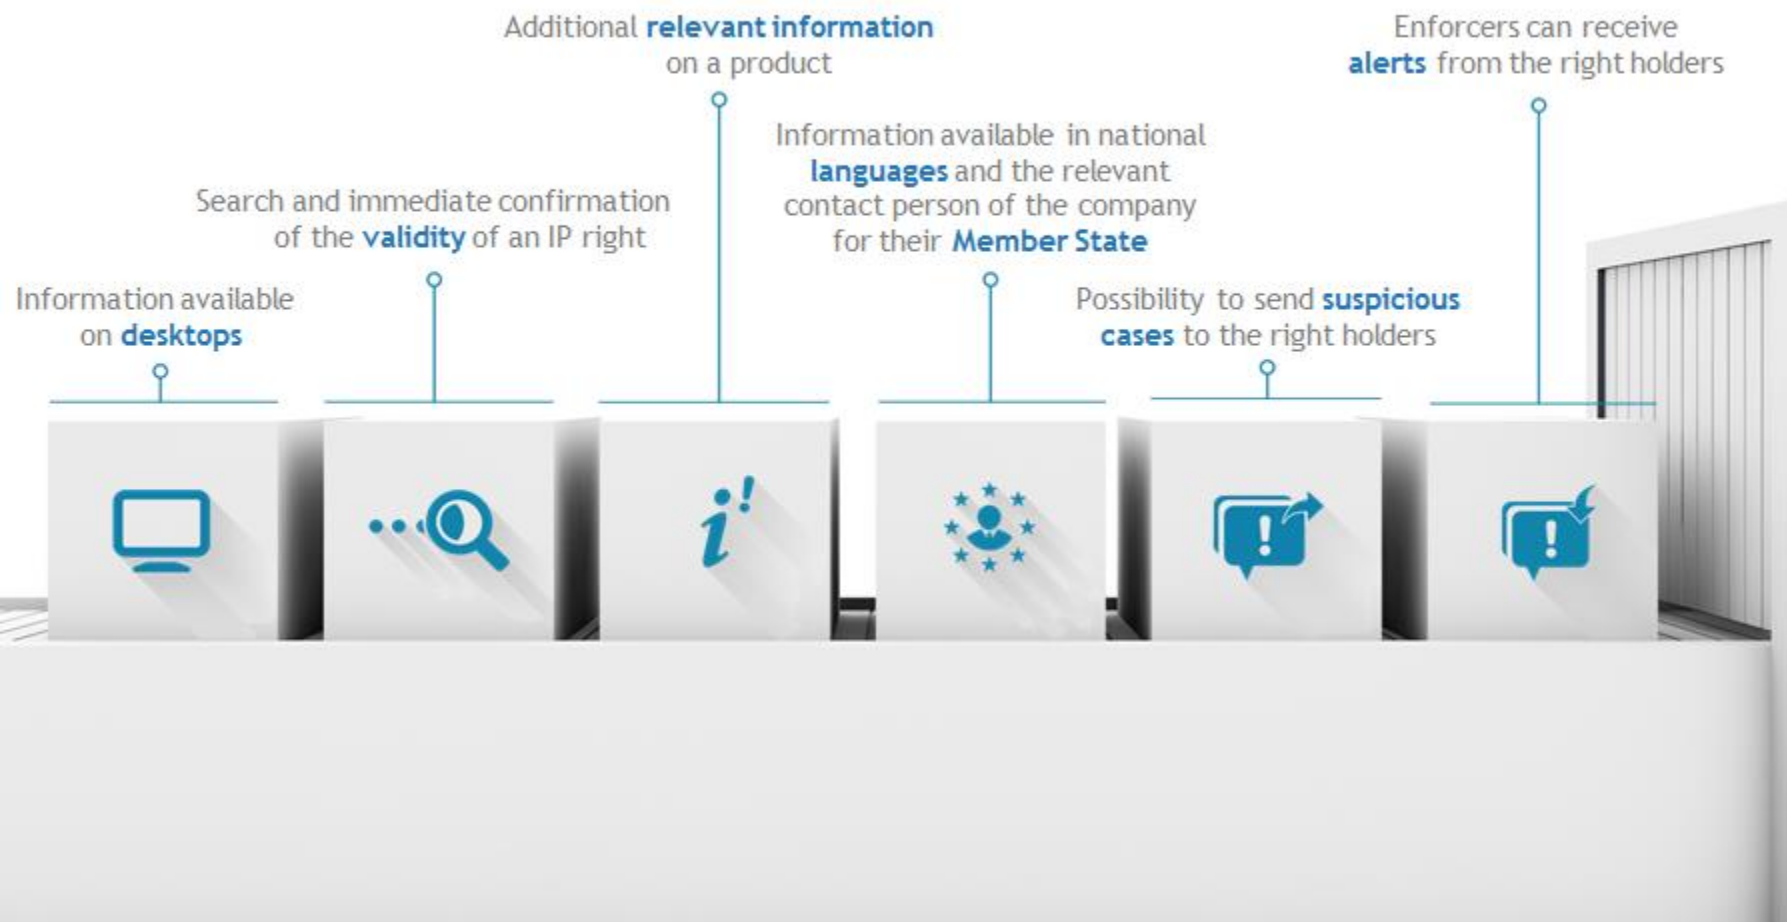 Information available
on desktops
Search and immediate confirmation
of the validity of an IP right
Additional relevant information
on a product
Information available in national
languages and the relevant
contact person of the company
for their Member State
Possibility to send suspicious
cases to the right holders
Enforcers can receive
alerts from the right holders